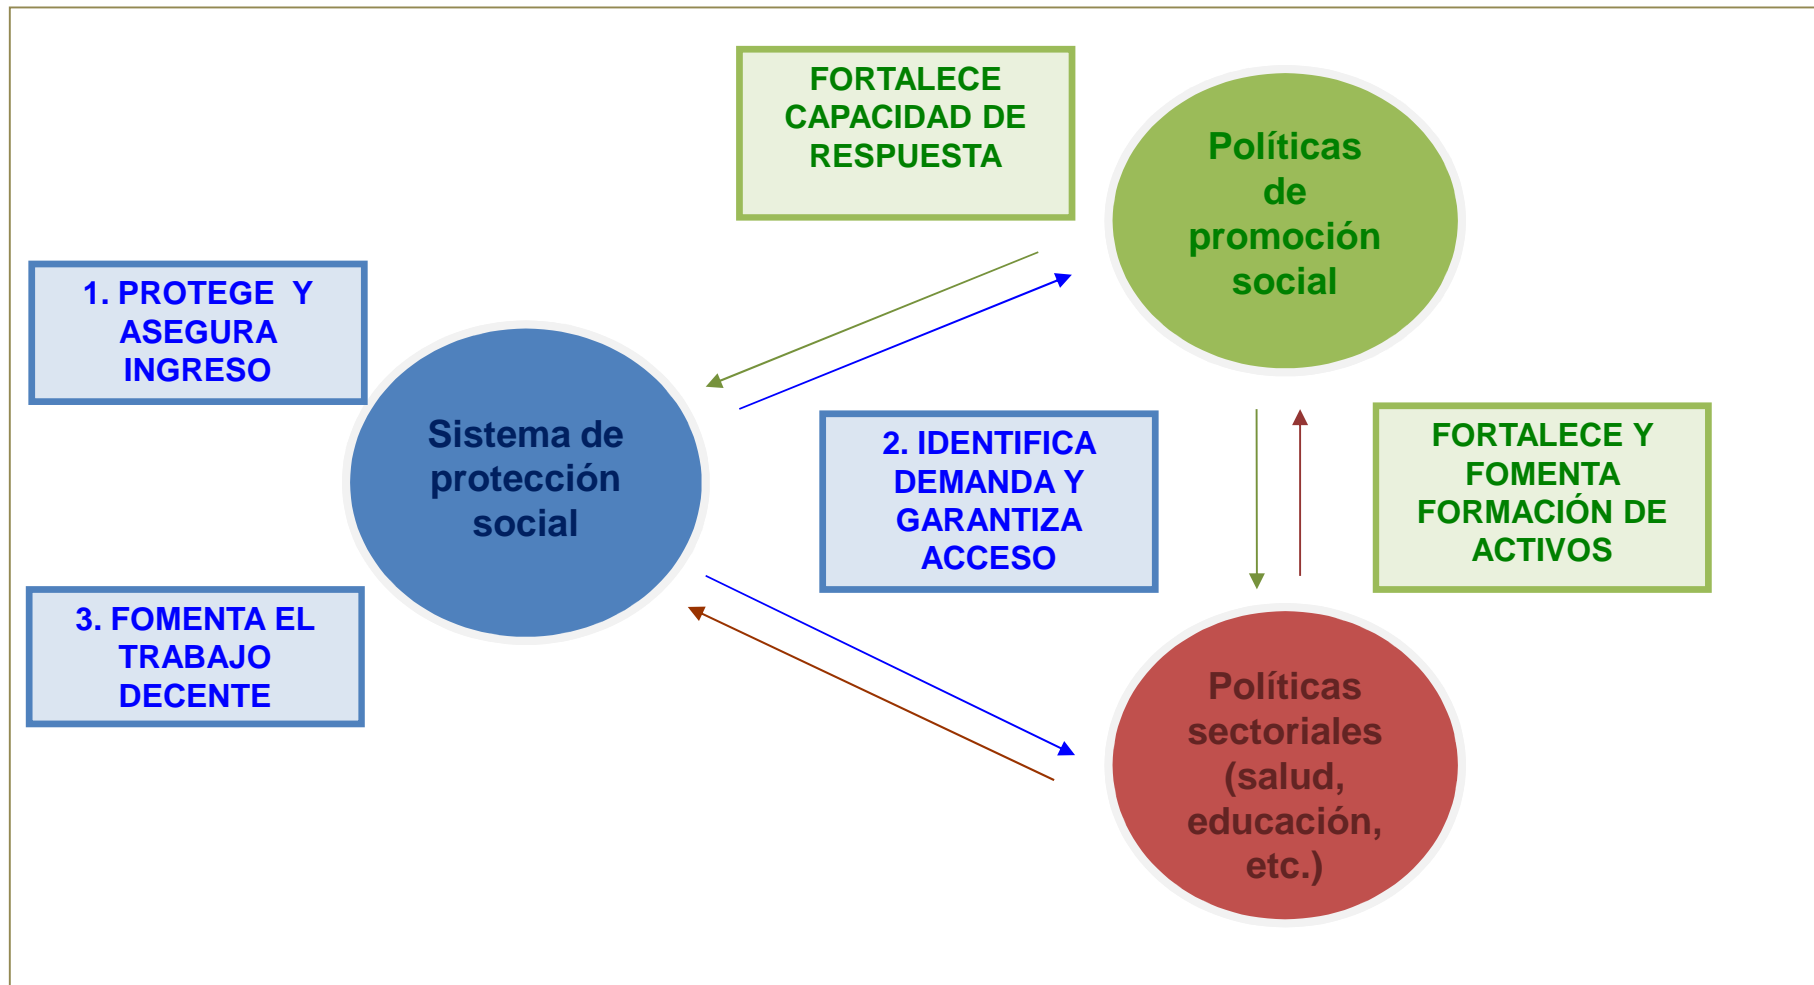 FORTALECE
CAPACIDAD DE
RESPUESTA
Políticas
de
promoción
social
1. PROTEGE Y
ASEGURA
INGRESO
Sistema de
protección
social
2. IDENTIFICA
DEMANDA Y
GARANTIZA
ACCESO
FORTALECE Y
FOMENTA
FORMACIÓN DE
ACTIVOS
3. FOMENTA EL
TRABAJO
DECENTE
Políticas
sectoriales
(salud,
educación,
etc.)